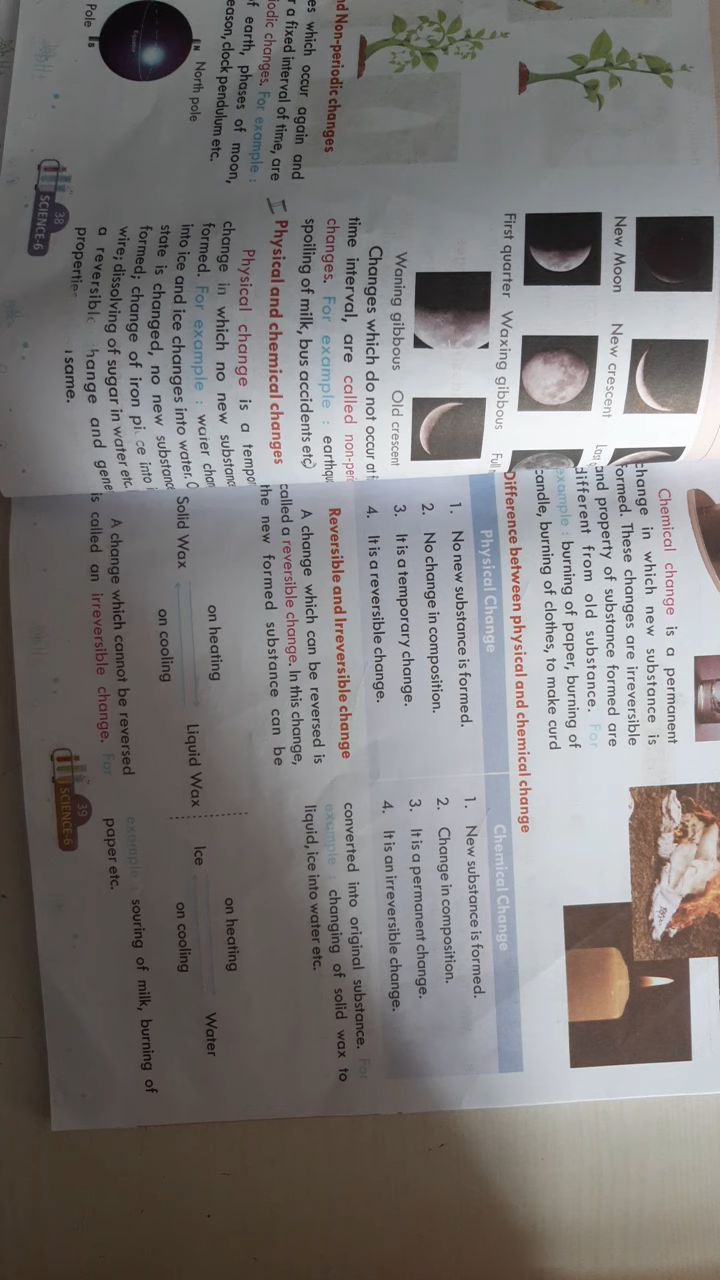 nd Non-periodic changes
es which occur again and
r a fixed interval of time, are
iodic changes. For example :
f earth, phases of moon,
eason, clock pendulum etc.
North pole
N
Equator
S
Pole
New Moon New crescent
First quarter Waxing gibbous Full
Waning gibbous Old crescent
Changes which do not occur at f
time interval, are called non-per
changes. For example : earthqu
spoiling of milk, bus accidents etc
II Physical and chemical changes
Physical change is a tempor
change in which no new substanc
formed. For example : water chan
into ice and ice changes into water.
state is changed, no new substanc
formed; change of iron pi ce into
wire; dissolving of sugar in water etc
a reversibl hange and gene
properties same.
38
SCIENCE-6
Chemical change is a permanent
change in which new substance is
formed. These changes are irreversible
and property of substance formed are
different from old substance. For
example : burning of paper, burning of
candle, burning of clothes, to make curd
Difference between physical and chemical change
Physical Change Chemical Change
1. No new substance is formed. 1. New substance is formed.
2. No change in composition. 2. Change in composition.
3. It is a temporary change. 3. It is a permanent change.
4. It is a reversible change. 4. It is an irreversible change.
Reversible and Irreversible change
A change which can be reversed is
called a reversible change. In this change,
the new formed substance can be
converted into original substance. For
example : changing of solid wax to
liquid, ice into water etc.
on heating
Solid Wax Liquid Wax
on cooling
on heating
Ice Water
on cooling
A change which cannot be reversed
is called an irreversible change. For
example : souring of milk, burning of
paper etc.
39
SCIENCE-6